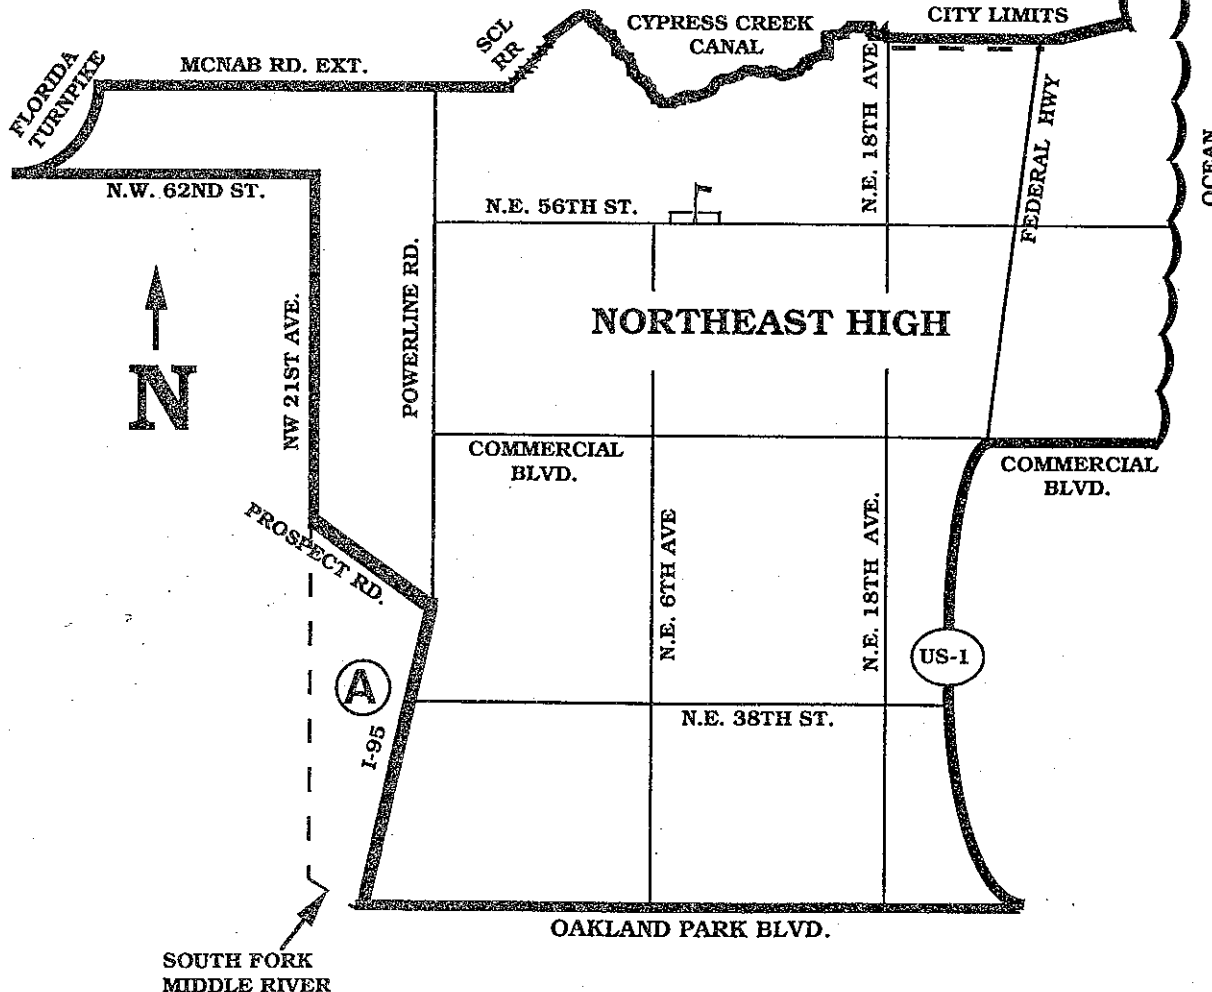 CITY LIMITS
CYPRESS CREEK
CANAL
SCL
RR
MCNAB RD. EXT.
FLORIDA
TURNPIKE
N.E. 18TH AVE
FEDERAL HWY
OCEAN
N.W. 62ND ST.
N.E. 56TH ST.
N
NW 21ST AVE.
POWERLINE RD.
NORTHEAST HIGH
COMMERCIAL
BLVD.
COMMERCIAL
BLVD.
PROSPECT RD.
N.E. 6TH AVE
N.E. 18TH AVE.
US-1
A
I-95
N.E. 38TH ST.
OAKLAND PARK BLVD.
SOUTH FORK
MIDDLE RIVER